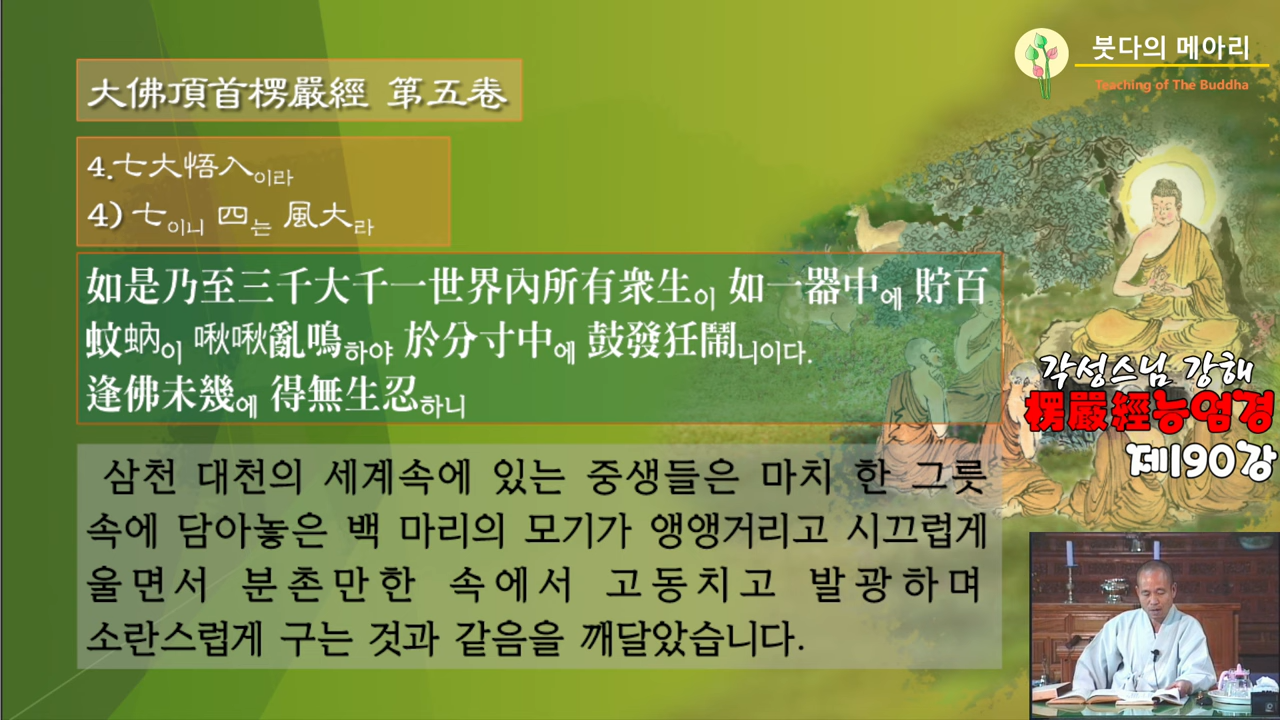 大佛頂首楞嚴經 第五卷
4.七大悟入이라
4) 七이니 四는 風大라
如是乃至三千大千一世界內所有衆生이 如一器中에 貯百
蚊蚋이 啾啾亂鳴하야 於分寸中에 鼓發狂鬧니이다.
逢佛未幾에 得無生忍하니
삼천 대천의 세계속에 있는 중생들은 마치 한 그릇
속에 담아놓은 백 마리의 모기가 앵앵거리고 시끄럽게
울면서 분촌만한 속에서 고동치고 발광하며
소란스럽게 구는 것과 같음을 깨달았습니다.
붓다의 메아리
Teaching of The Buddha
각성스님 강해
楞嚴經능엄경
제190강